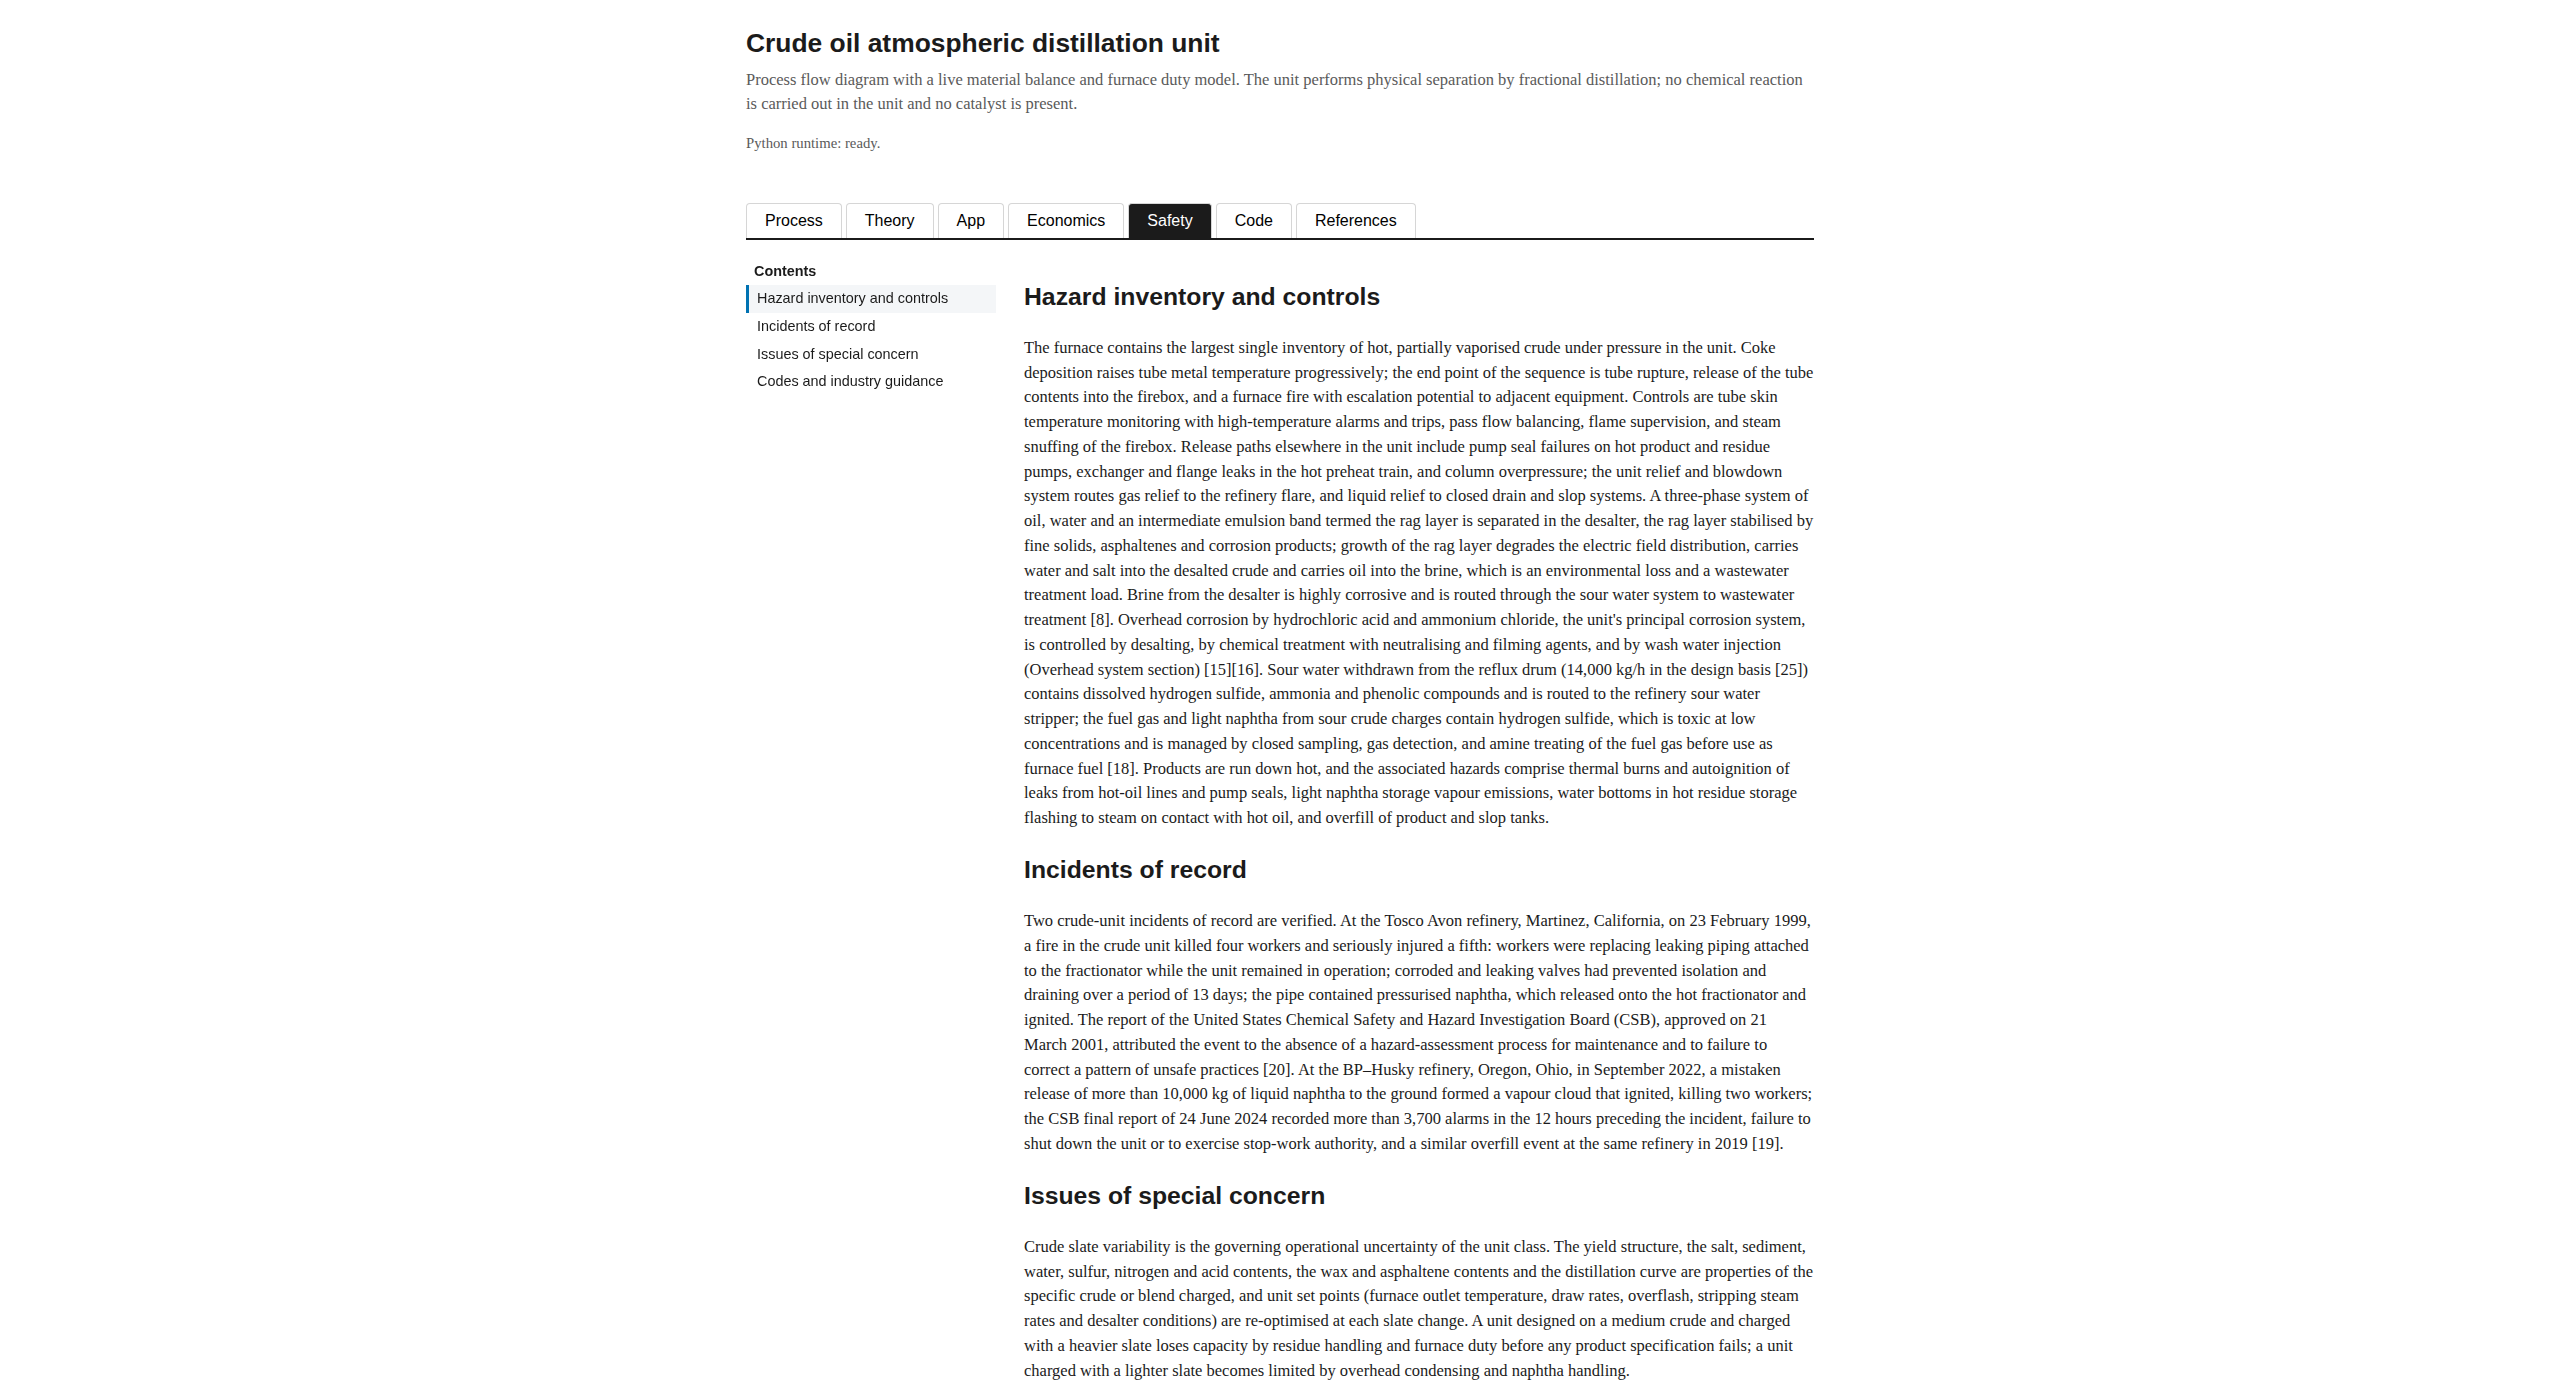 Crude oil atmospheric distillation unit
Process flow diagram with a live material balance and furnace duty model. The unit performs physical separation by fractional distillation; no chemical reaction
is carried out in the unit and no catalyst is present.
Python runtime: ready.
Process Theory App Economics Safety Code References
Contents
Hazard inventory and controls
Incidents of record
Issues of special concern
Codes and industry guidance
Hazard inventory and controls
The furnace contains the largest single inventory of hot, partially vaporised crude under pressure in the unit. Coke
deposition raises tube metal temperature progressively; the end point of the sequence is tube rupture, release of the tube
contents into the firebox, and a furnace fire with escalation potential to adjacent equipment. Controls are tube skin
temperature monitoring with high-temperature alarms and trips, pass flow balancing, flame supervision, and steam
snuffing of the firebox. Release paths elsewhere in the unit include pump seal failures on hot product and residue
pumps, exchanger and flange leaks in the hot preheat train, and column overpressure; the unit relief and blowdown
system routes gas relief to the refinery flare, and liquid relief to closed drain and slop systems. A three-phase system of
oil, water and an intermediate emulsion band termed the rag layer is separated in the desalter, the rag layer stabilised by
fine solids, asphaltenes and corrosion products; growth of the rag layer degrades the electric field distribution, carries
water and salt into the desalted crude and carries oil into the brine, which is an environmental loss and a wastewater
treatment load. Brine from the desalter is highly corrosive and is routed through the sour water system to wastewater
treatment [8]. Overhead corrosion by hydrochloric acid and ammonium chloride, the unit's principal corrosion system,
is controlled by desalting, by chemical treatment with neutralising and filming agents, and by wash water injection
(Overhead system section) [15][16]. Sour water withdrawn from the reflux drum (14,000 kg/h in the design basis [25])
contains dissolved hydrogen sulfide, ammonia and phenolic compounds and is routed to the refinery sour water
stripper; the fuel gas and light naphtha from sour crude charges contain hydrogen sulfide, which is toxic at low
concentrations and is managed by closed sampling, gas detection, and amine treating of the fuel gas before use as
furnace fuel [18]. Products are run down hot, and the associated hazards comprise thermal burns and autoignition of
leaks from hot-oil lines and pump seals, light naphtha storage vapour emissions, water bottoms in hot residue storage
flashing to steam on contact with hot oil, and overfill of product and slop tanks.
Incidents of record
Two crude-unit incidents of record are verified. At the Tosco Avon refinery, Martinez, California, on 23 February 1999,
a fire in the crude unit killed four workers and seriously injured a fifth: workers were replacing leaking piping attached
to the fractionator while the unit remained in operation; corroded and leaking valves had prevented isolation and
draining over a period of 13 days; the pipe contained pressurised naphtha, which released onto the hot fractionator and
ignited. The report of the United States Chemical Safety and Hazard Investigation Board (CSB), approved on 21
March 2001, attributed the event to the absence of a hazard-assessment process for maintenance and to failure to
correct a pattern of unsafe practices [20]. At the BP–Husky refinery, Oregon, Ohio, in September 2022, a mistaken
release of more than 10,000 kg of liquid naphtha to the ground formed a vapour cloud that ignited, killing two workers;
the CSB final report of 24 June 2024 recorded more than 3,700 alarms in the 12 hours preceding the incident, failure to
shut down the unit or to exercise stop-work authority, and a similar overfill event at the same refinery in 2019 [19].
Issues of special concern
Crude slate variability is the governing operational uncertainty of the unit class. The yield structure, the salt, sediment,
water, sulfur, nitrogen and acid contents, the wax and asphaltene contents and the distillation curve are properties of the
specific crude or blend charged, and unit set points (furnace outlet temperature, draw rates, overflash, stripping steam
rates and desalter conditions) are re-optimised at each slate change. A unit designed on a medium crude and charged
with a heavier slate loses capacity by residue handling and furnace duty before any product specification fails; a unit
charged with a lighter slate becomes limited by overhead condensing and naphtha handling.